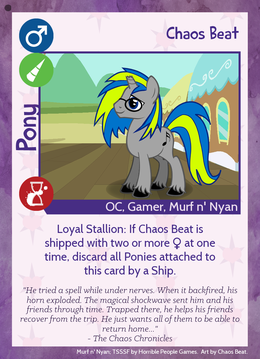 Chaos Beat
Pony
OC, Gamer, Murf n' Nyan
Loyal Stallion: If Chaos Beat is
shipped with two or more ♀ at one
time, discard all Ponies attached to
this card by a Ship.
"He tried a spell while under nerves. When it backfired, his
horn exploded. The magical shockwave sent him and his
friends through time. Trapped there, he helps his friends
recover from the trip. He just wants all of them to be able to
return home..."
- The Chaos Chronicles
Murf n' Nyan; TSSSF by Horrible People Games. Art by Chaos Beat.